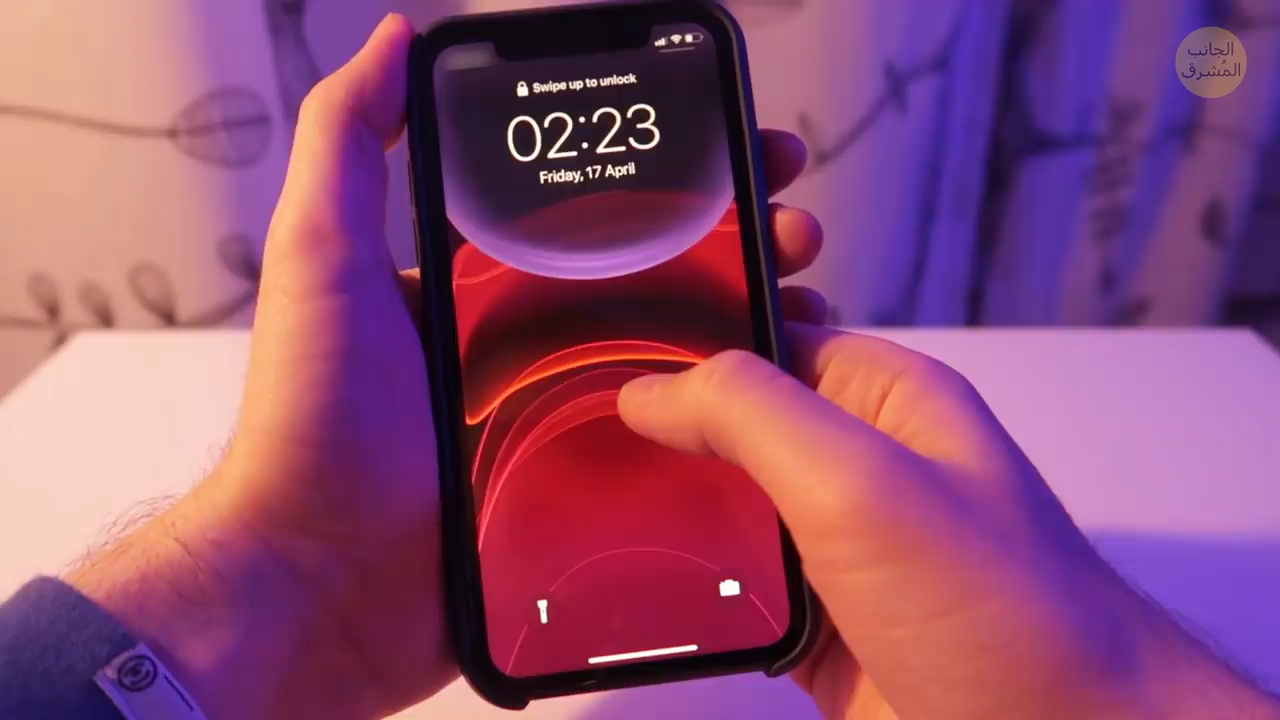 الجانب
المُشرق
Swipe up to unlock
02:23
Friday, 17 April